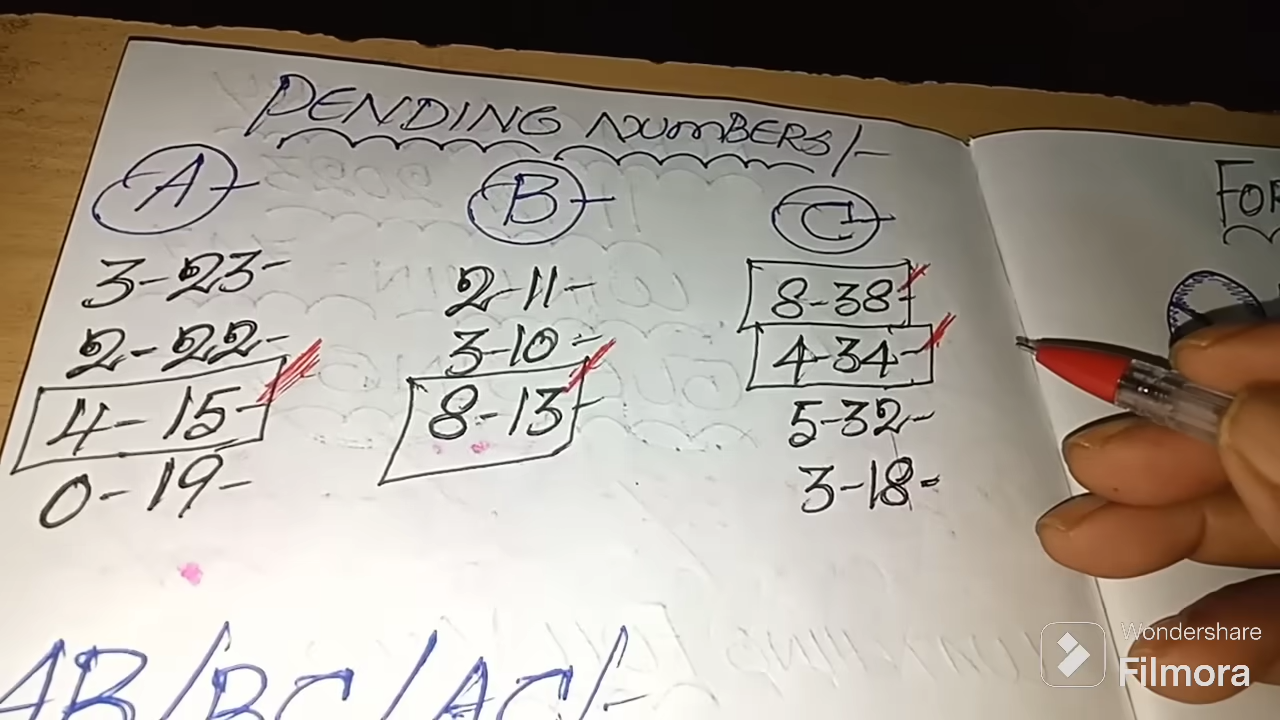 PENDING NUMBERS/-
A- B- C-
3-23- 2-11- 8-38-
2-22- 3-10- 4-34-
4-15- 8-13- 5-32-
0-19- 3-18-
AB/BC/AC/-
FOR
Wondershare
Filmora